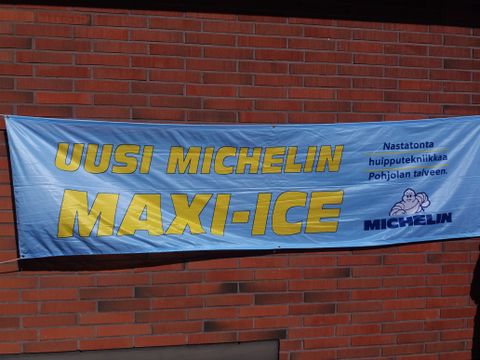 UUSI MICHELIN
MAXI-ICE
Nastatonta
huipputekniikkaa
Pohjolan talveen.
MICHELIN